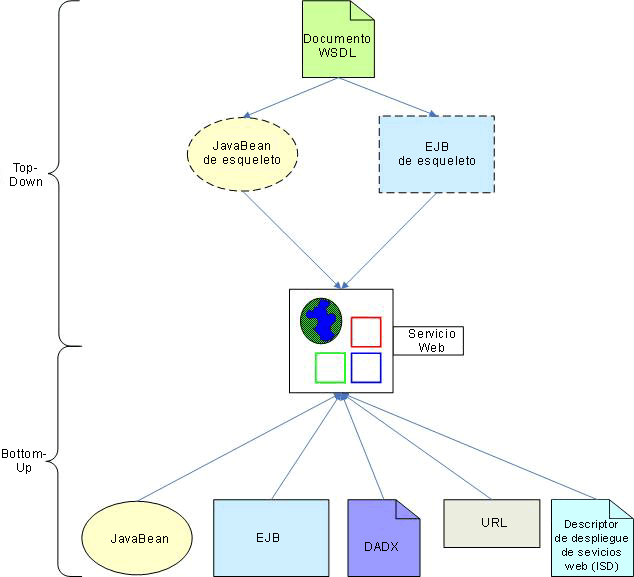 Documento
WSDL
JavaBean
de esqueleto
EJB
de esqueleto
Top-
Down
Servicio
Web
Bottom-
Up
JavaBean
EJB
DADX
URL
Descriptor
de despliegue
de sevicios
web (ISD)